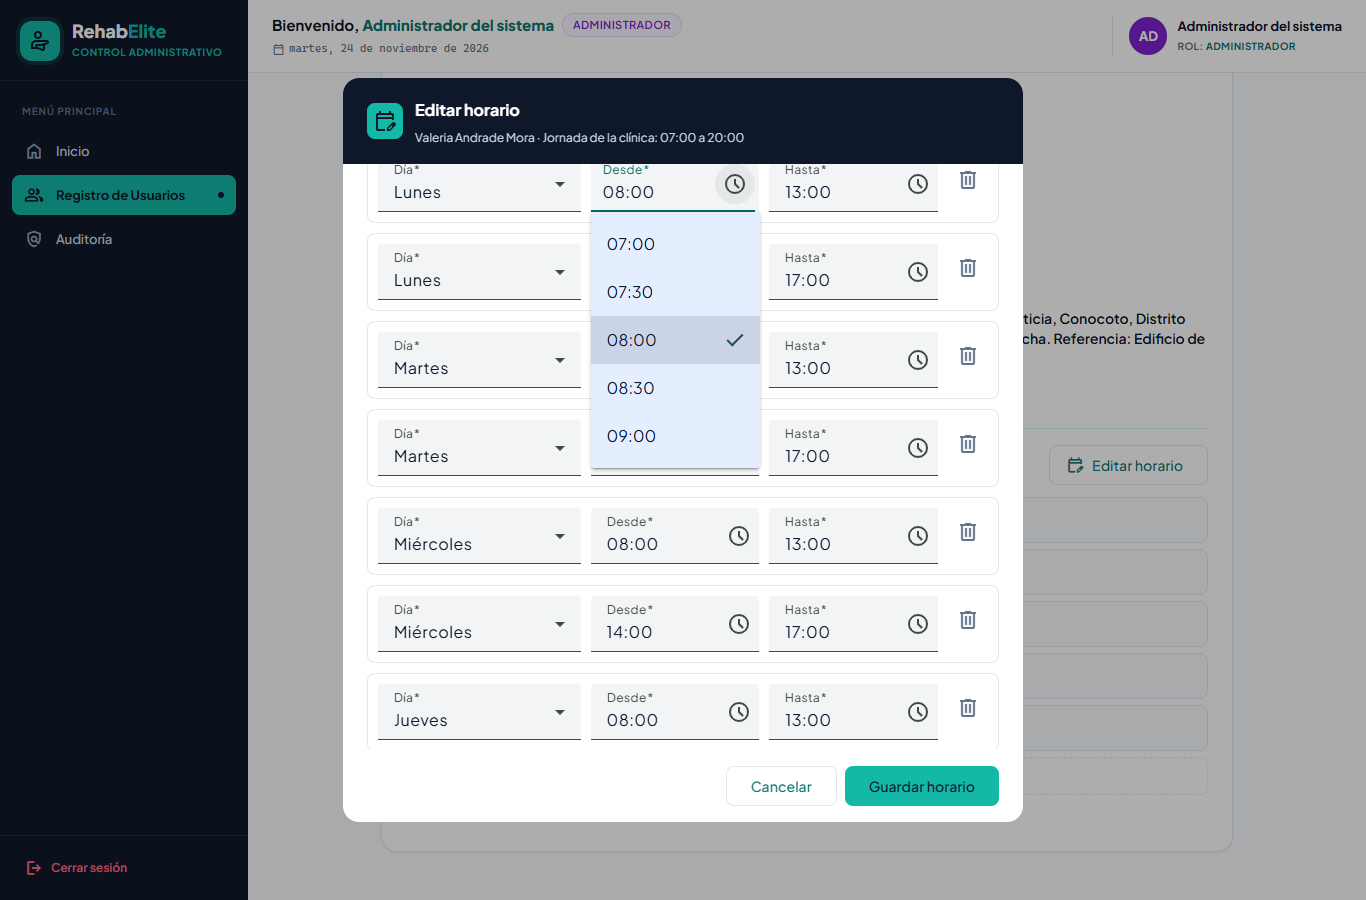 RehabElite
CONTROL ADMINISTRATIVO
MENÚ PRINCIPAL
Inicio
Registro de Usuarios
Auditoría
Cerrar sesión
Bienvenido, Administrador del sistema
ADMINISTRADOR
martes, 24 de noviembre de 2026
AD
Administrador del sistema
ROL: ADMINISTRADOR
Editar horario
Valeria Andrade Mora · Jornada de la clínica: 07:00 a 20:00
Día* Desde* Hasta*
Lunes 08:00 13:00
07:00
07:30
08:00
08:30
09:00
Día* Hasta*
Lunes 17:00
Día* Hasta*
Martes 13:00
Día* Hasta*
Martes 17:00
Día* Desde* Hasta*
Miércoles 08:00 13:00
Día* Desde* Hasta*
Miércoles 14:00 17:00
Día* Desde* Hasta*
Jueves 08:00 13:00
Cancelar
Guardar horario
ticia, Conocoto, Distrito
cha. Referencia: Edificio de
Editar horario